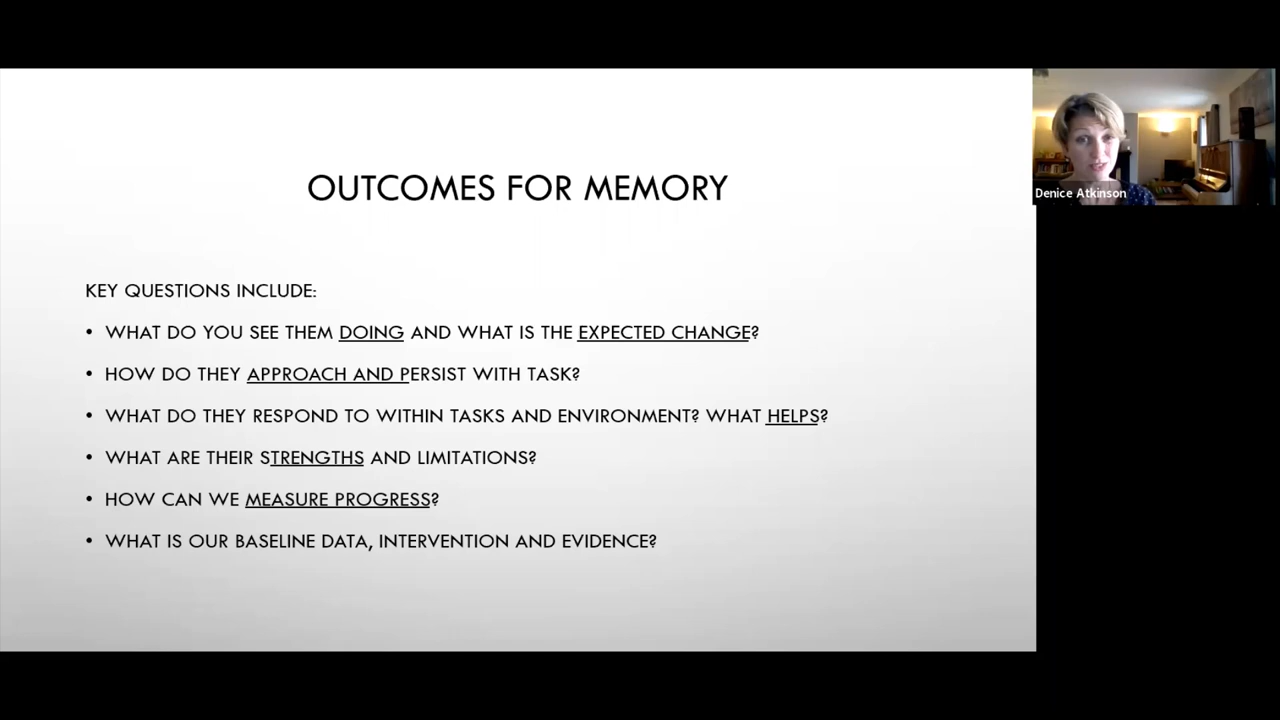 OUTCOMES FOR MEMORY
KEY QUESTIONS INCLUDE:
• WHAT DO YOU SEE THEM DOING AND WHAT IS THE EXPECTED CHANGE?
• HOW DO THEY APPROACH AND PERSIST WITH TASK?
• WHAT DO THEY RESPOND TO WITHIN TASKS AND ENVIRONMENT? WHAT HELPS?
• WHAT ARE THEIR STRENGTHS AND LIMITATIONS?
• HOW CAN WE MEASURE PROGRESS?
• WHAT IS OUR BASELINE DATA, INTERVENTION AND EVIDENCE?
Denice Atkinson